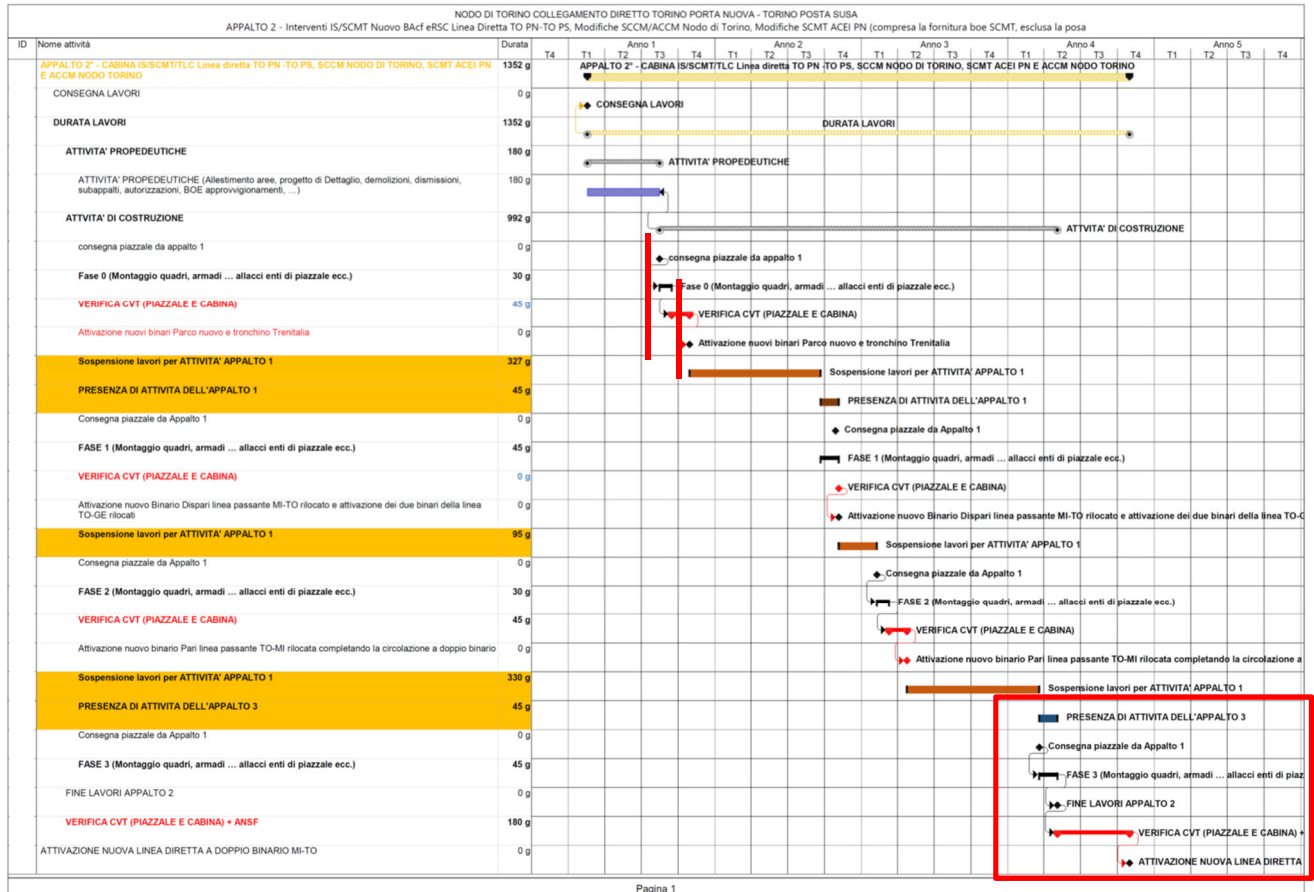 NODO DI TORINO COLLEGAMENTO DIRETTO TORINO PORTA NUOVA - TORINO POSTA SUSA
APPALTO 2 - Interventi IS/SCMT Nuovo BAcf eRSC Linea Diretta TO PN-TO PS, Modifiche SCCM/ACCM Nodo di Torino, Modifiche SCMT ACEI PN (compresa la fornitura boe SCMT, esclusa la posa
ID Nome attività Durata Anno 1 Anno 2 Anno 3 Anno 4 Anno 5
T4 T1 T2 T3 T4 T1 T2 T3 T4 T1 T2 T3 T4 T1 T2 T3 T4 T1 T2 T3 T4
APPALTO 2° - CABINA IS/SCMT/TLC Linea diretta TO PN -TO PS, SCCM NODO DI TORINO, SCMT ACEI PN
E ACCM NODO TORINO
1352 g
APPALTO 2° - CABINA IS/SCMT/TLC Linea diretta TO PN -TO PS, SCCM NODO DI TORINO, SCMT ACEI PN E ACCM NODO TORINO
CONSEGNA LAVORI 0 g CONSEGNA LAVORI
DURATA LAVORI 1352 g DURATA LAVORI
ATTIVITA' PROPEDEUTICHE 180 g ATTIVITA' PROPEDEUTICHE
ATTIVITA' PROPEDEUTICHE (Allestimento aree, progetto di Dettaglio, demolizioni, dismissioni, 180 g
subappalti, autorizzazioni, BOE approvvigionamenti, …)
ATTVITA' DI COSTRUZIONE 992 g ATTVITA' DI COSTRUZIONE
consegna piazzale da appalto 1 0 g consegna piazzale da appalto 1
Fase 0 (Montaggio quadri, armadi … allacci enti di piazzale ecc.) 30 g Fase 0 (Montaggio quadri, armadi … allacci enti di piazzale ecc.)
VERIFICA CVT (PIAZZALE E CABINA) 45 g VERIFICA CVT (PIAZZALE E CABINA)
Attivazione nuovi binari Parco nuovo e tronchino Trenitalia 0 g Attivazione nuovi binari Parco nuovo e tronchino Trenitalia
Sospensione lavori per ATTIVITA' APPALTO 1 327 g Sospensione lavori per ATTIVITA' APPALTO 1
PRESENZA DI ATTIVITA DELL'APPALTO 1 45 g PRESENZA DI ATTIVITA DELL'APPALTO 1
Consegna piazzale da Appalto 1 0 g Consegna piazzale da Appalto 1
FASE 1 (Montaggio quadri, armadi … allacci enti di piazzale ecc.) 45 g FASE 1 (Montaggio quadri, armadi … allacci enti di piazzale ecc.)
VERIFICA CVT (PIAZZALE E CABINA) 0 g VERIFICA CVT (PIAZZALE E CABINA)
Attivazione nuovo Binario Dispari linea passante MI-TO rilocato e attivazione dei due binari della linea 0 g Attivazione nuovo Binario Dispari linea passante MI-TO rilocato e attivazione dei due binari della linea TO-G
TO-GE rilocati
Sospensione lavori per ATTIVITA' APPALTO 1 95 g Sospensione lavori per ATTIVITA' APPALTO 1
Consegna piazzale da Appalto 1 0 g Consegna piazzale da Appalto 1
FASE 2 (Montaggio quadri, armadi … allacci enti di piazzale ecc.) 30 g FASE 2 (Montaggio quadri, armadi … allacci enti di piazzale ecc.)
VERIFICA CVT (PIAZZALE E CABINA) 45 g VERIFICA CVT (PIAZZALE E CABINA)
Attivazione nuovo binario Pari linea passante TO-MI rilocata completando la circolazione a doppio binario 0 g Attivazione nuovo binario Pari linea passante TO-MI rilocata completando la circolazione a
Sospensione lavori per ATTIVITA' APPALTO 1 330 g Sospensione lavori per ATTIVITA' APPALTO 1
PRESENZA DI ATTIVITA DELL'APPALTO 3 45 g PRESENZA DI ATTIVITA DELL'APPALTO 3
Consegna piazzale da Appalto 1 0 g Consegna piazzale da Appalto 1
FASE 3 (Montaggio quadri, armadi … allacci enti di piazzale ecc.) 45 g FASE 3 (Montaggio quadri, armadi … allacci enti di piaz
FINE LAVORI APPALTO 2 0 g FINE LAVORI APPALTO 2
VERIFICA CVT (PIAZZALE E CABINA) + ANSF 180 g VERIFICA CVT (PIAZZALE E CABINA) +
ATTIVAZIONE NUOVA LINEA DIRETTA A DOPPIO BINARIO MI-TO 0 g ATTIVAZIONE NUOVA LINEA DIRETTA
Pagina 1